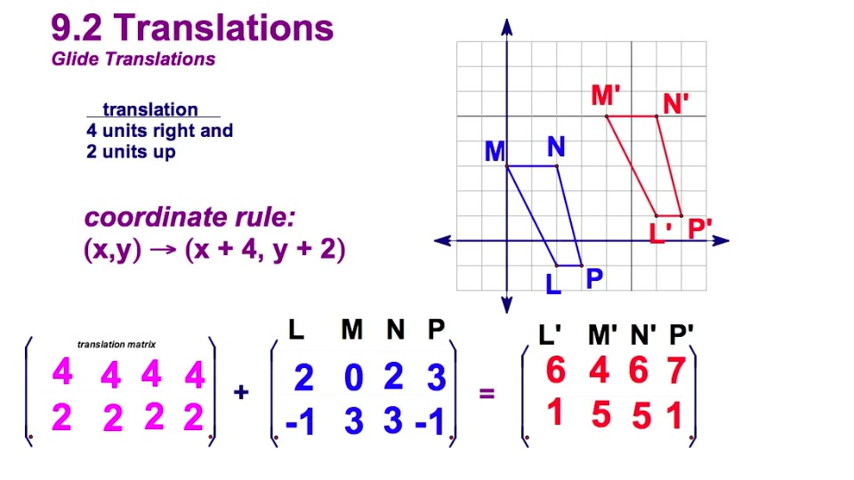 9.2 Translations
Glide Translations
translation
4 units right and
2 units up
coordinate rule:
(x,y) → (x + 4, y + 2)
M' N'
M N
L' P'
L P
L M N P L' M' N' P'
translation matrix
4 4 4 4 + 2 0 2 3 = 6 4 6 7
2 2 2 2 -1 3 3 -1 1 5 5 1